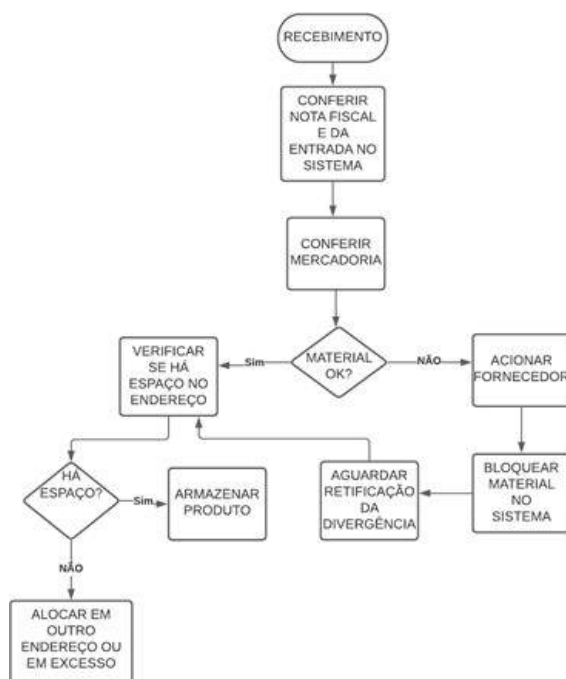 RECEBIMENTO
CONFERIR
NOTA FISCAL
E DA
ENTRADA NO
SISTEMA
CONFERIR
MERCADORIA
MATERIAL
OK?
Sim
NÃO
VERIFICAR
SE HÁ
ESPAÇO NO
ENDEREÇO
ACIONAR
FORNECEDOR
BLOQUEAR
MATERIAL
NO
SISTEMA
AGUARDAR
RETIFICAÇÃO
DA
DIVERGÊNCIA
HÁ
ESPAÇO?
Sim
ARMAZENAR
PRODUTO
NÃO
ALOCAR EM
OUTRO
ENDEREÇO OU
EM EXCESSO